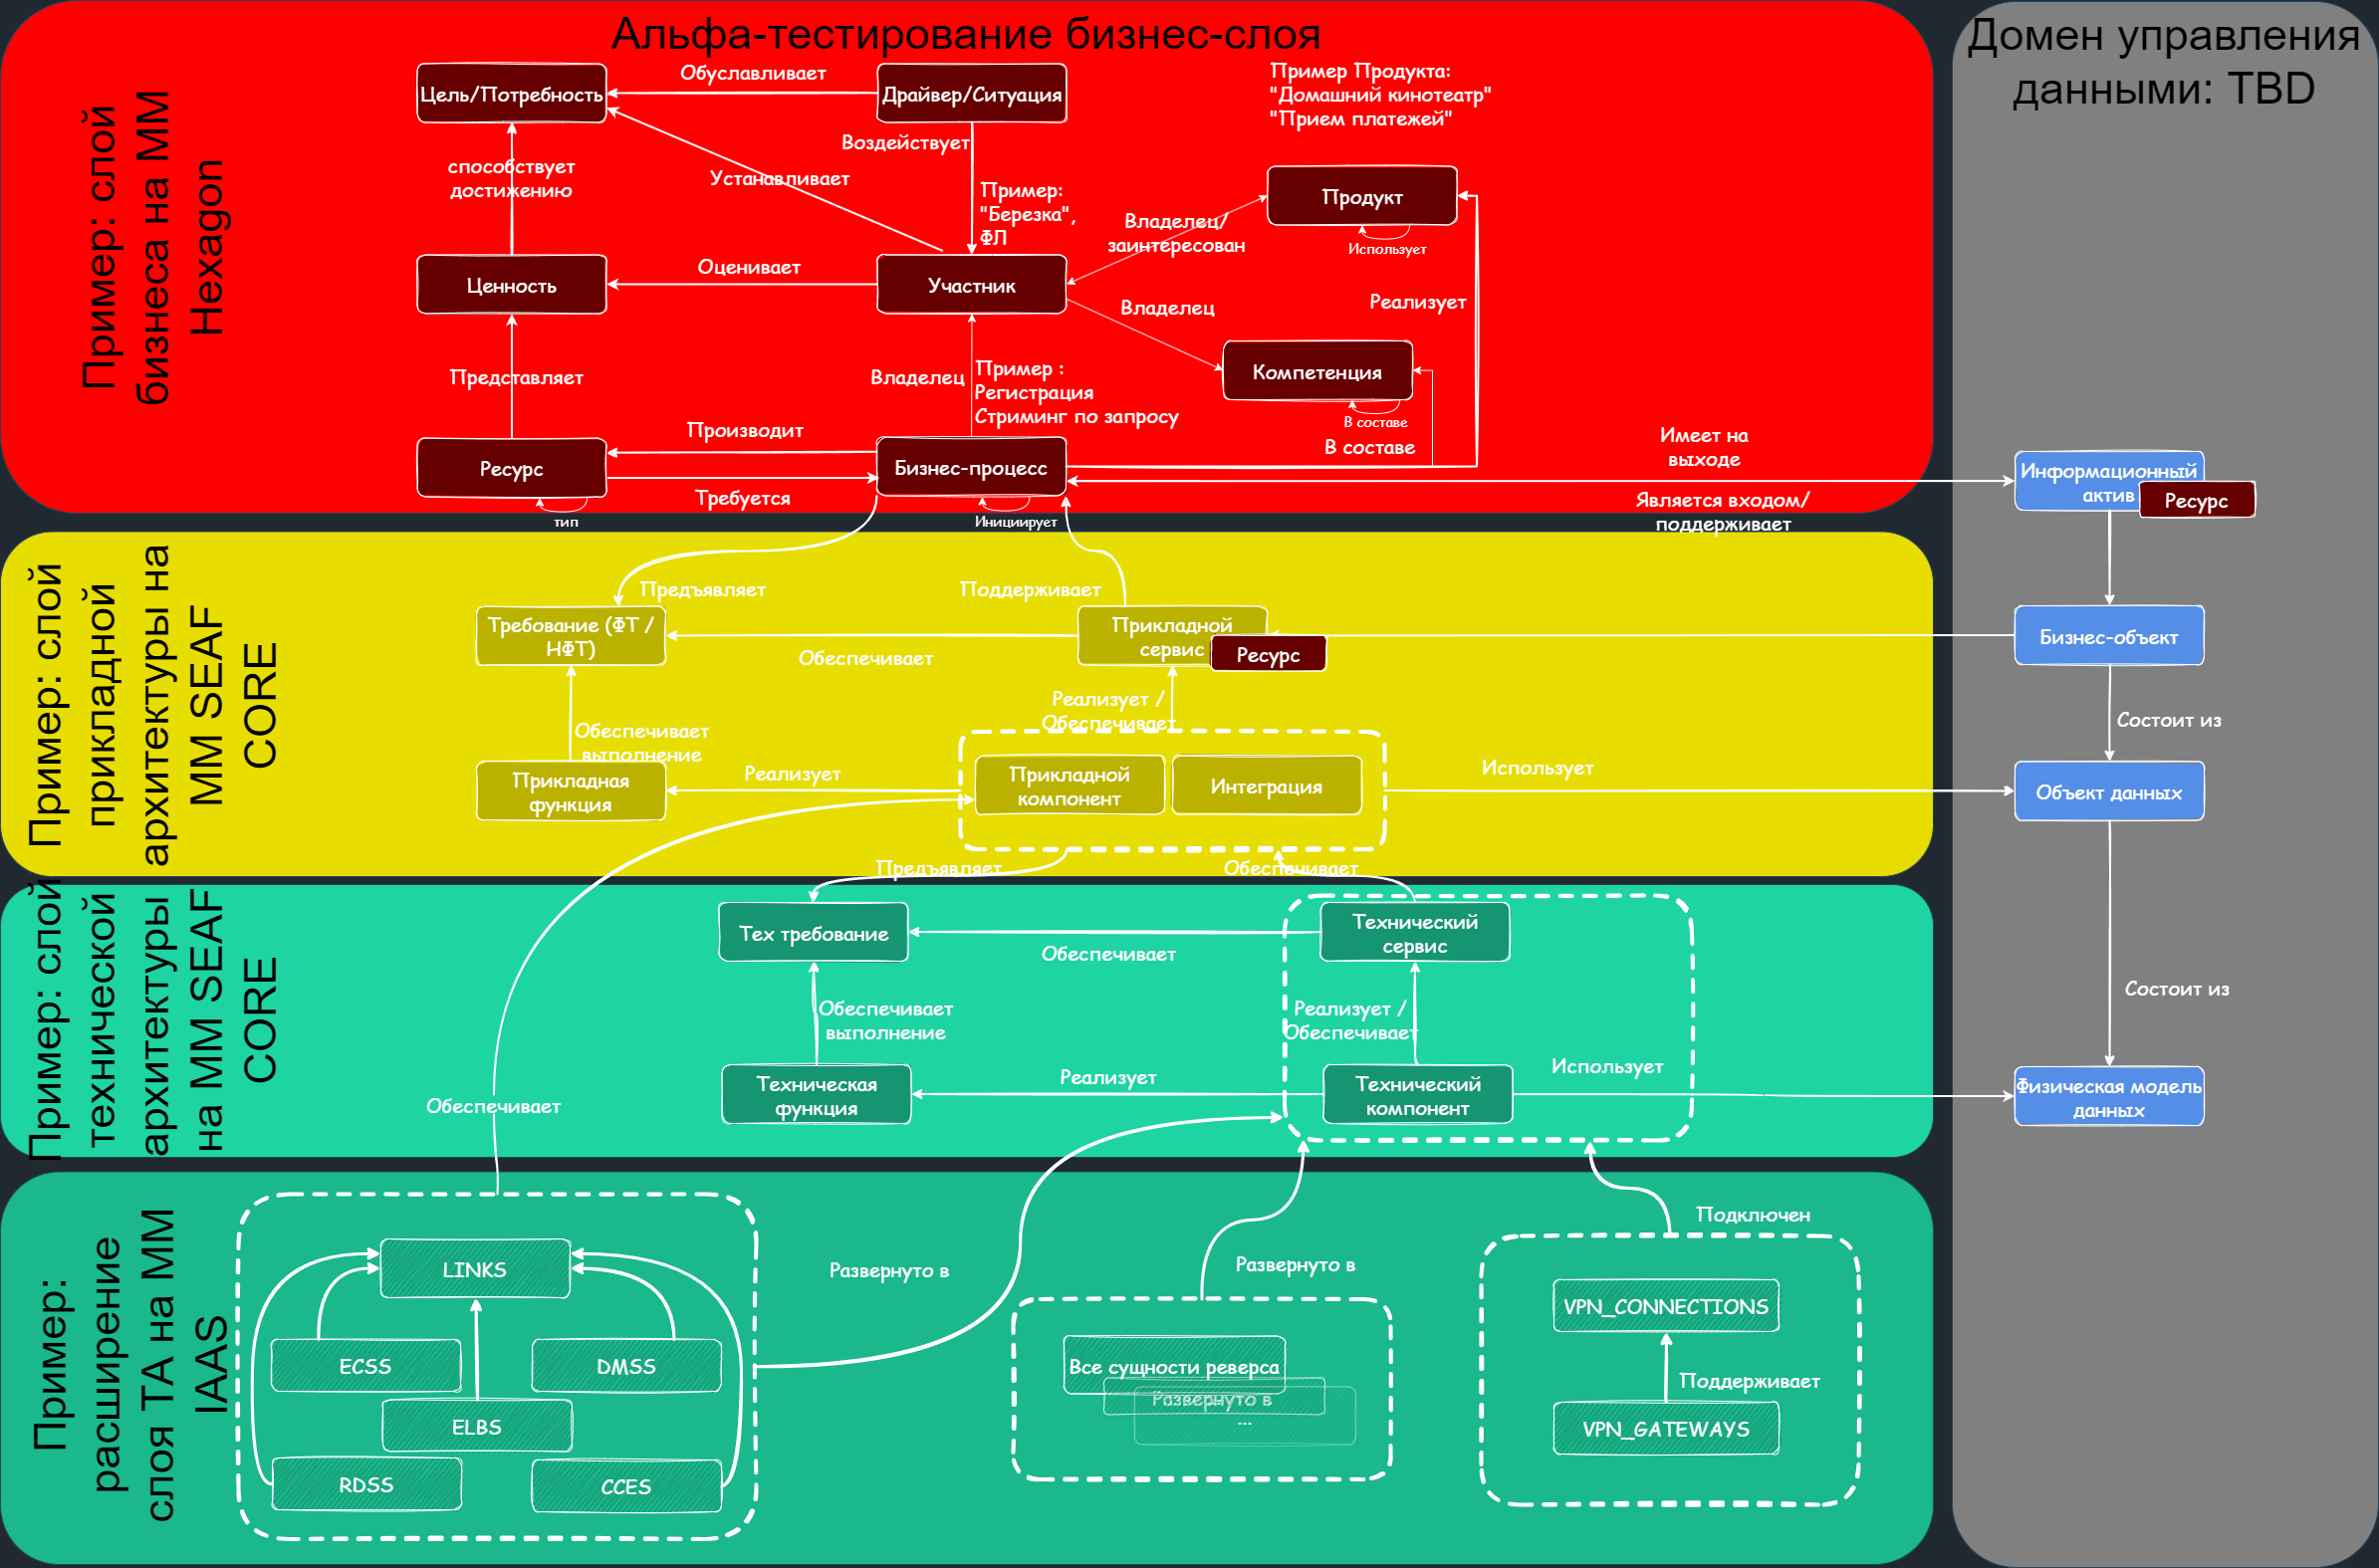 Альфа-тестирование бизнес-слоя
Домен управления
данными: TBD
Пример: слой
бизнеса на ММ
Hexagon
Цель/Потребность
Обуславливает
Драйвер/Ситуация
Пример Продукта:
"Домашний кинотеатр"
"Прием платежей"
Воздействует
способствует
достижению
Устанавливает
Пример:
"Березка",
ФЛ
Продукт
Использует
Владелец/
заинтересован
Ценность
Оценивает
Участник
Владелец
Реализует
Компетенция
В составе
В составе
Представляет
Владелец
Пример :
Регистрация
Стриминг по запросу
Производит
Ресурс
Требуется
тип
Бизнес-процесс
Инициирует
Имеет на
выходе
Является входом/
поддерживает
Информационный
актив
Ресурс
Пример: слой
прикладной
архитектуры на
ММ SEAF
CORE
Предъявляет
Поддерживает
Требование (ФТ /
НФТ)
Обеспечивает
Прикладной
сервис
Ресурс
Бизнес-объект
Реализует /
Обеспечивает
Обеспечивает
выполнение
Состоит из
Прикладная
функция
Реализует
Прикладной
компонент
Интеграция
Использует
Объект данных
Предъявляет
Обеспечивает
Пример: слой
технической
архитектуры
на ММ SEAF
CORE
Тех требование
Обеспечивает
Технический
сервис
Обеспечивает
выполнение
Реализует /
Обеспечивает
Состоит из
Техническая
функция
Реализует
Технический
компонент
Использует
Физическая модель
данных
Обеспечивает
Пример:
расширение
слоя ТА на ММ
IAAS
LINKS
ECSS
DMSS
ELBS
RDSS
CCES
Развернуто в
Развернуто в
Все сущности реверса
Развернуто в
...
Подключен
VPN_CONNECTIONS
Поддерживает
VPN_GATEWAYS